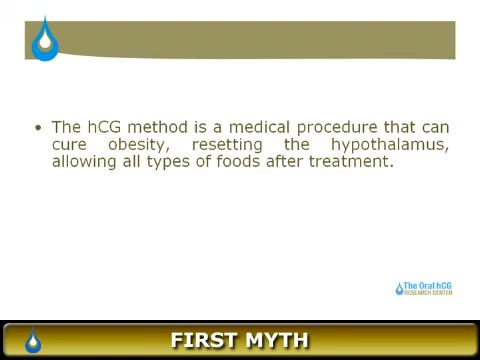 • The hCG method is a medical procedure that can
cure obesity, resetting the hypothalamus,
allowing all types of foods after treatment.
The Oral hCG
RESEARCH CENTER
FIRST MYTH